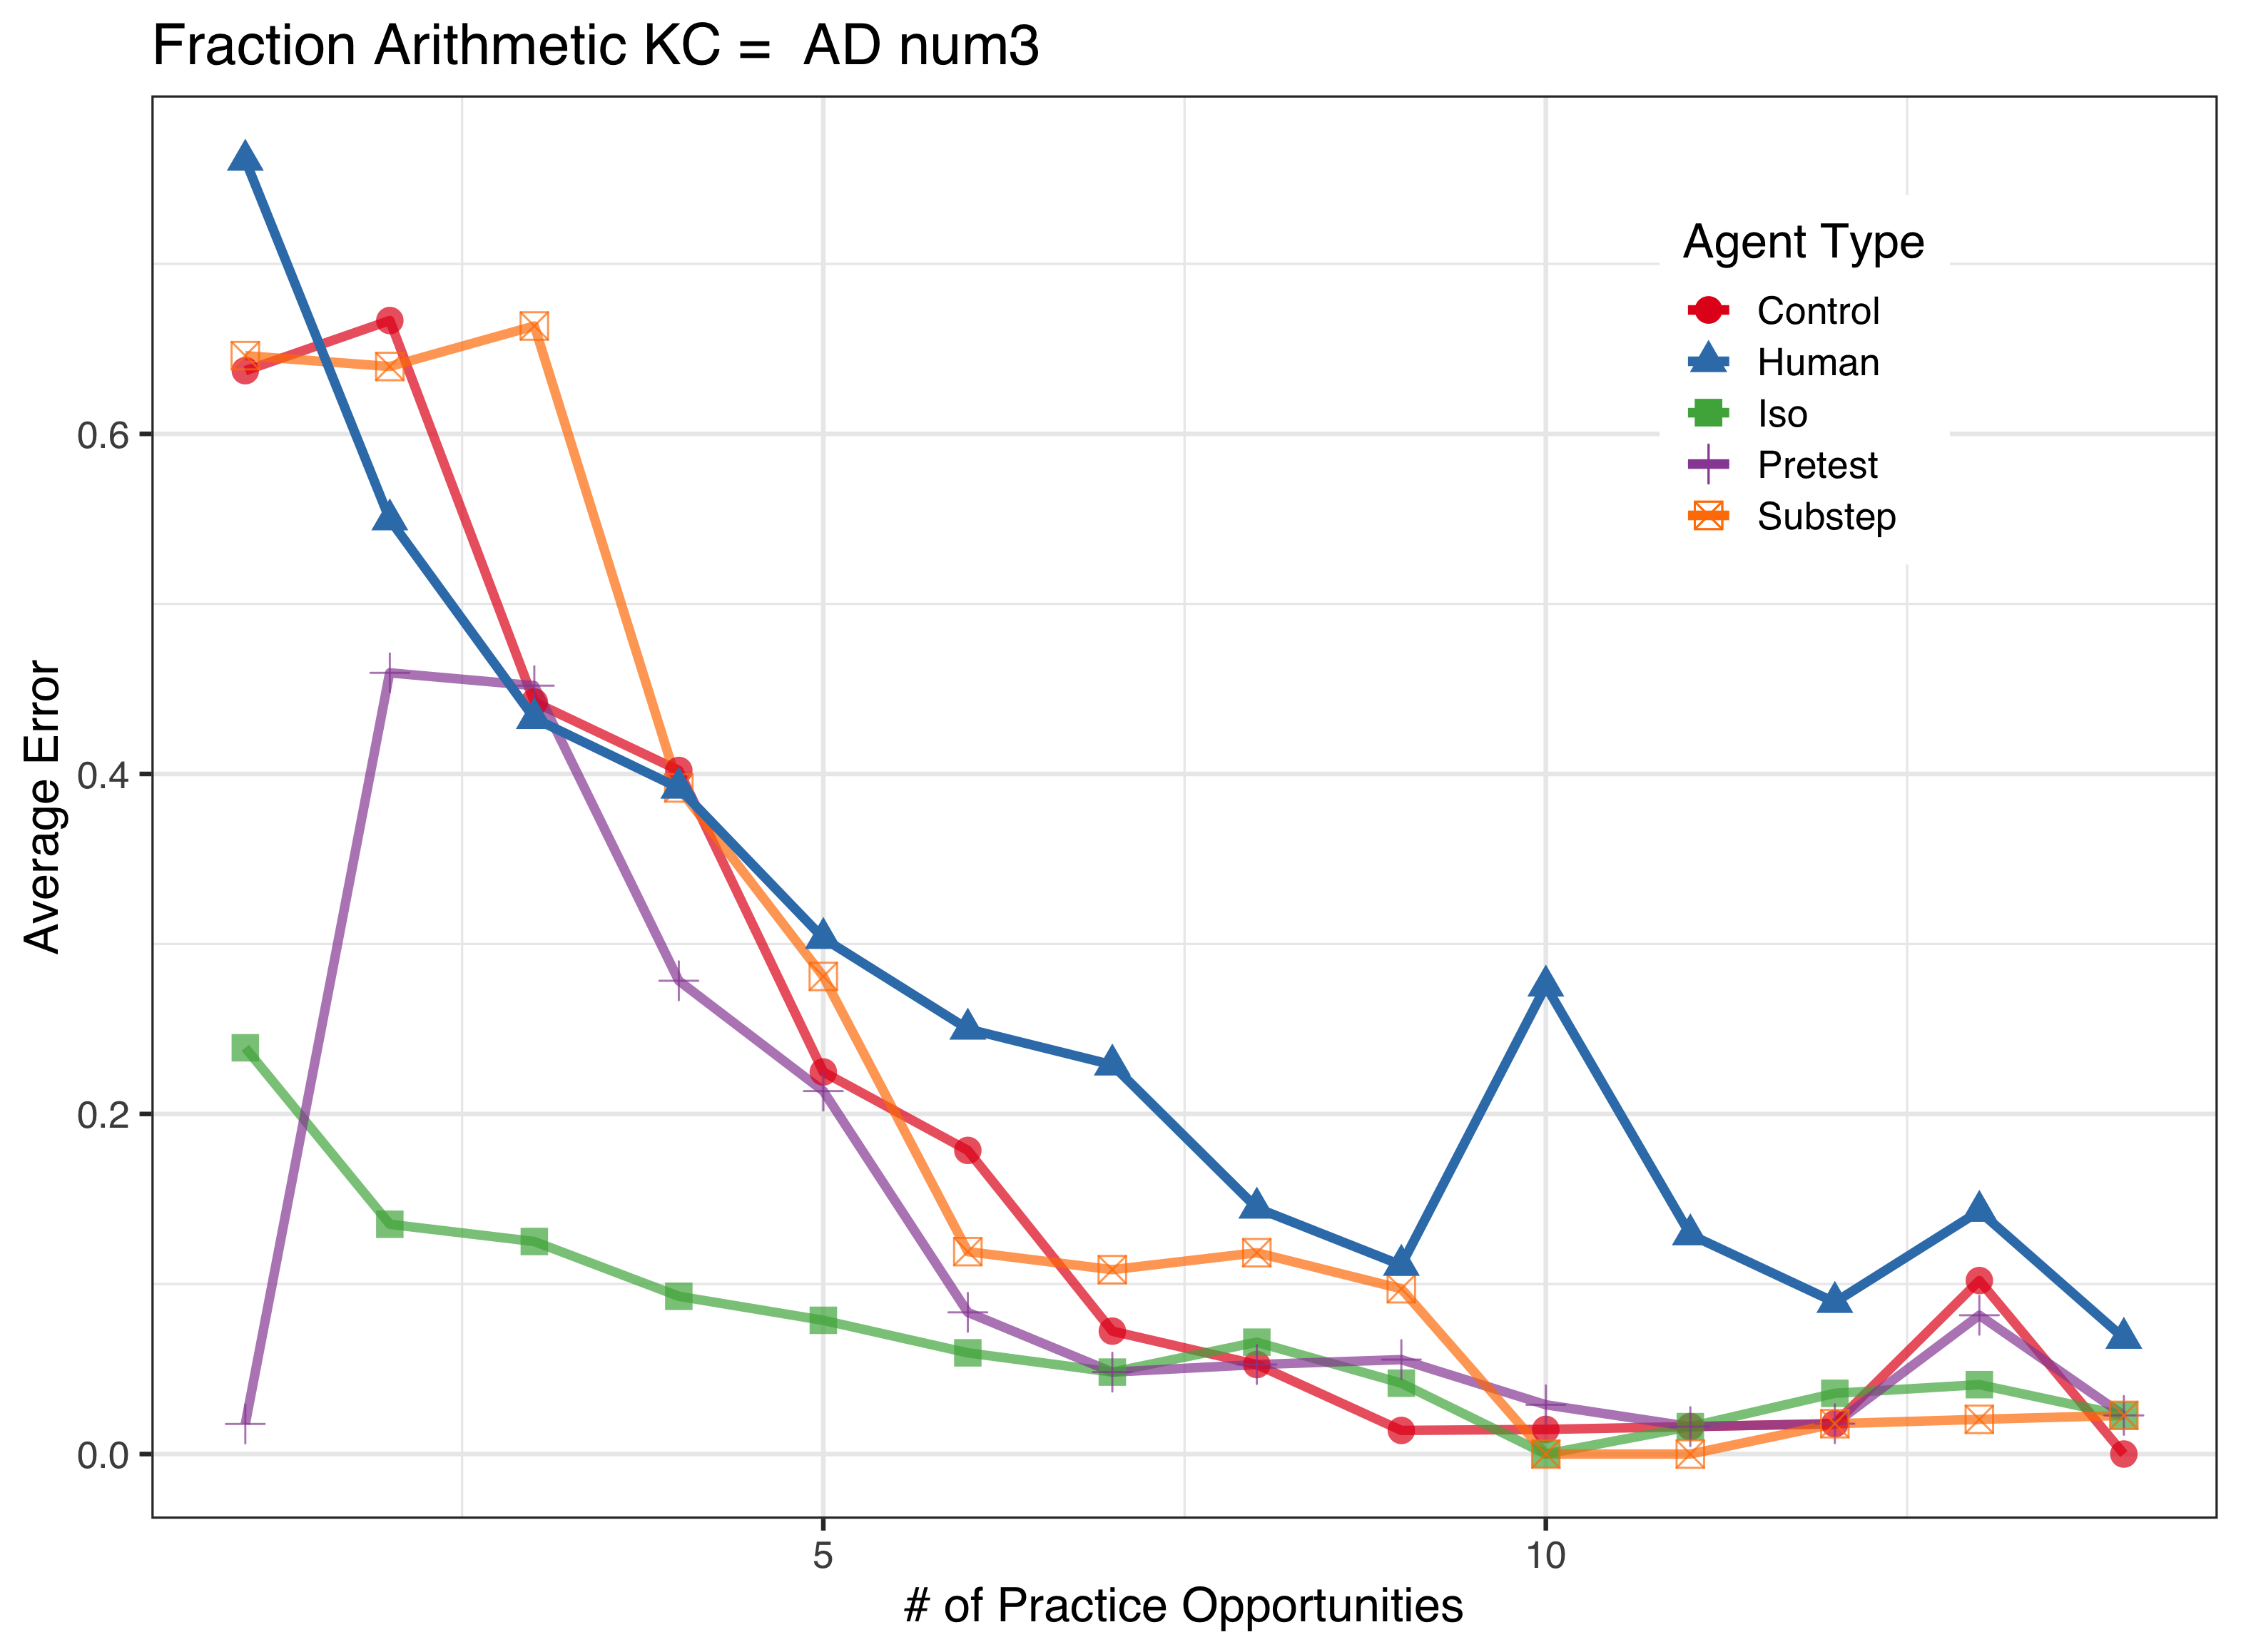 Fraction Arithmetic KC =  AD num3
Agent Type
Control
Human
Iso
Pretest
Substep
Average Error
0.6
0.4
0.2
0.0
5
10
# of Practice Opportunities